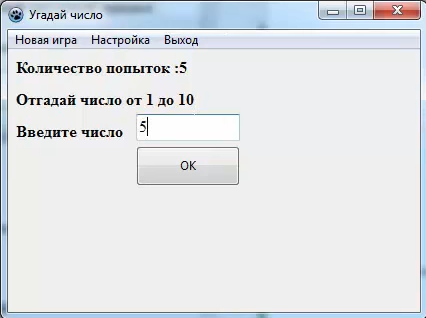 Угадай число
Новая игра Настройка Выход
Количество попыток :5
Отгадай число от 1 до 10
Введите число 5
OK